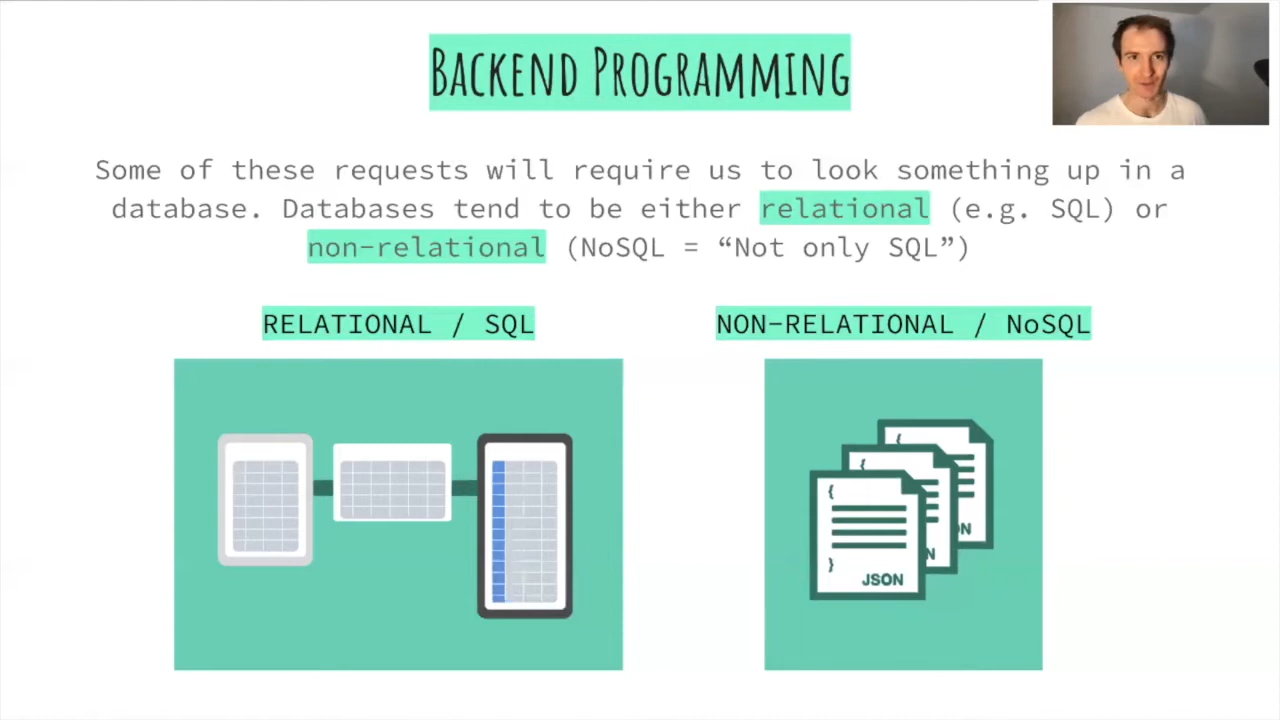 Backend Programming
Some of these requests will require us to look something up in a
database. Databases tend to be either relational (e.g. SQL) or
non-relational (NoSQL = “Not only SQL”)
RELATIONAL / SQL
NON-RELATIONAL / NoSQL
{
{
{
}
ON
N
JSON